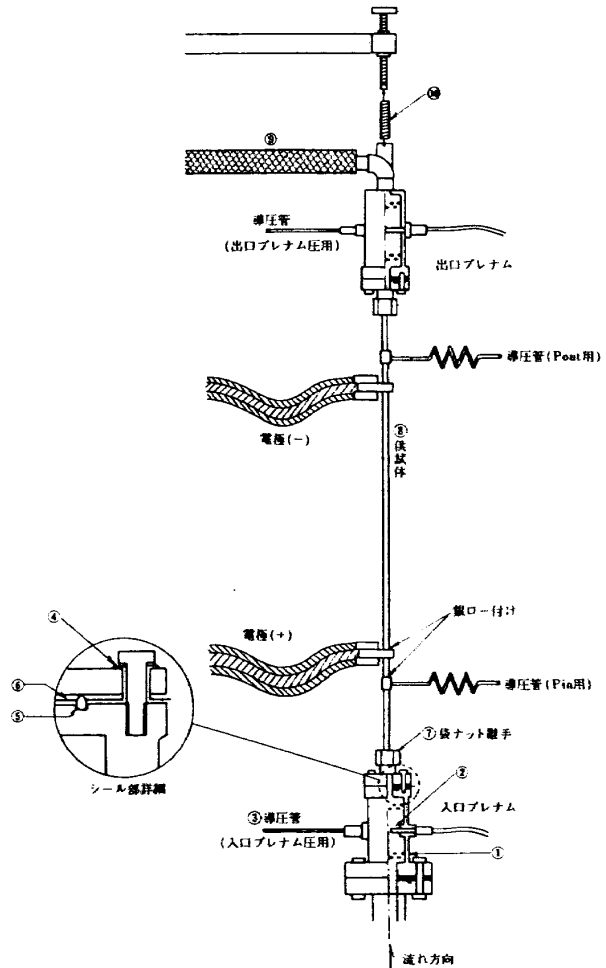 ⑩
⑨
導圧管
(出口プレナム圧用)
出口プレナム
導圧管(Pout用)
電極(−)
⑧供試体
④
電極(+)
銀ロー付け
⑥
⑤
導圧管(Pin用)
シール部詳細
⑦袋ナット継手
②
入口プレナム
③導圧管
(入口プレナム圧用)
①
流れ方向